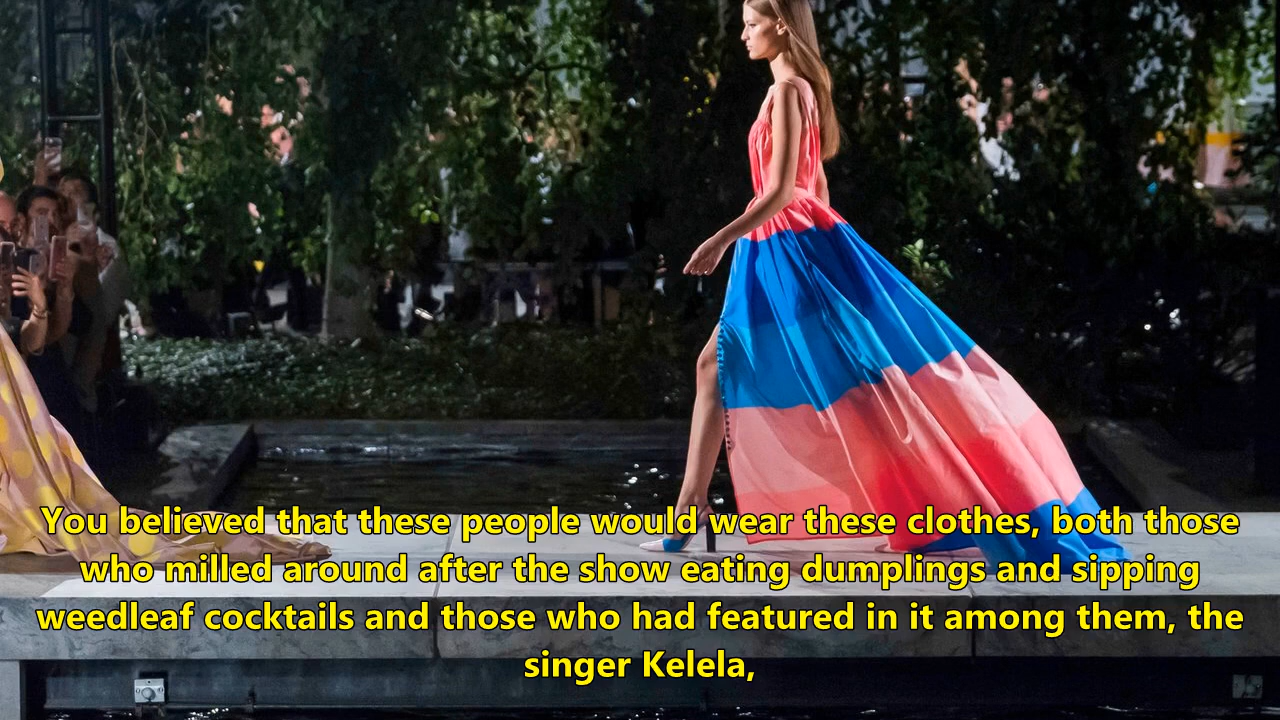 You believed that these people would wear these clothes, both those
who milled around after the show eating dumplings and sipping
weedleaf cocktails and those who had featured in it among them, the
singer Kelela,